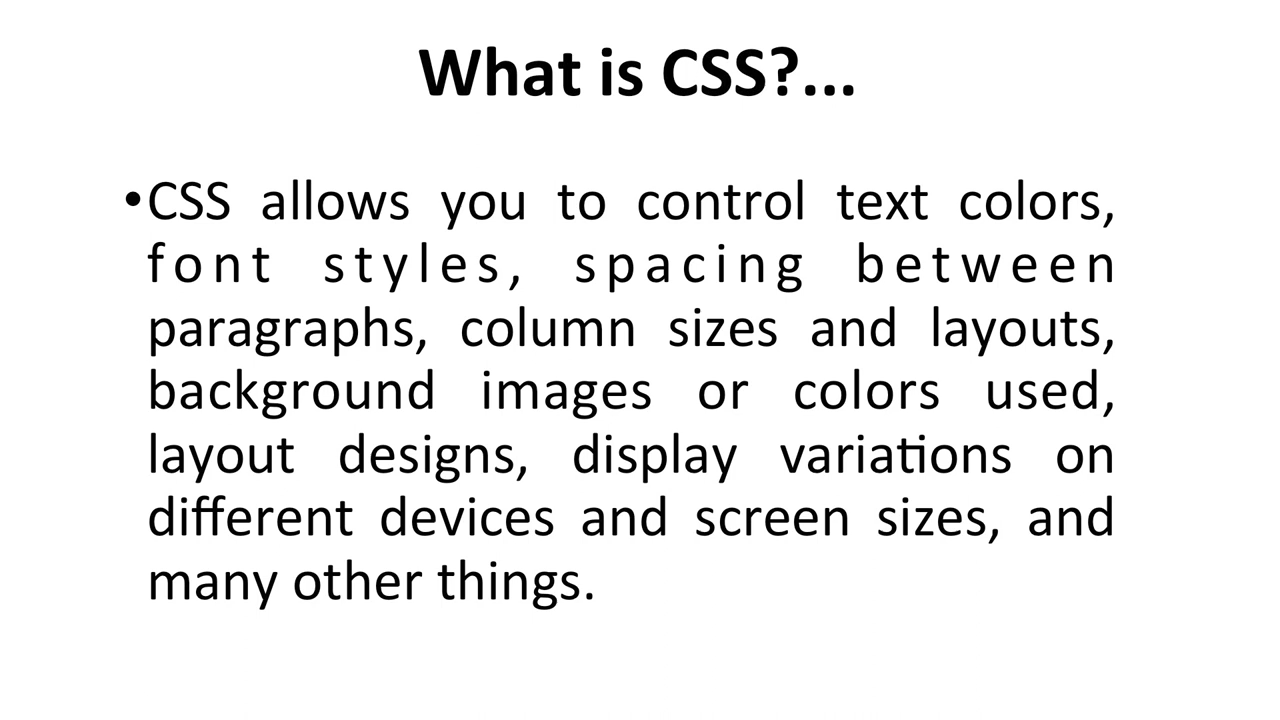 What is CSS?...
•CSS allows you to control text colors,
font styles, spacing between
paragraphs, column sizes and layouts,
background images or colors used,
layout designs, display variations on
different devices and screen sizes, and
many other things.